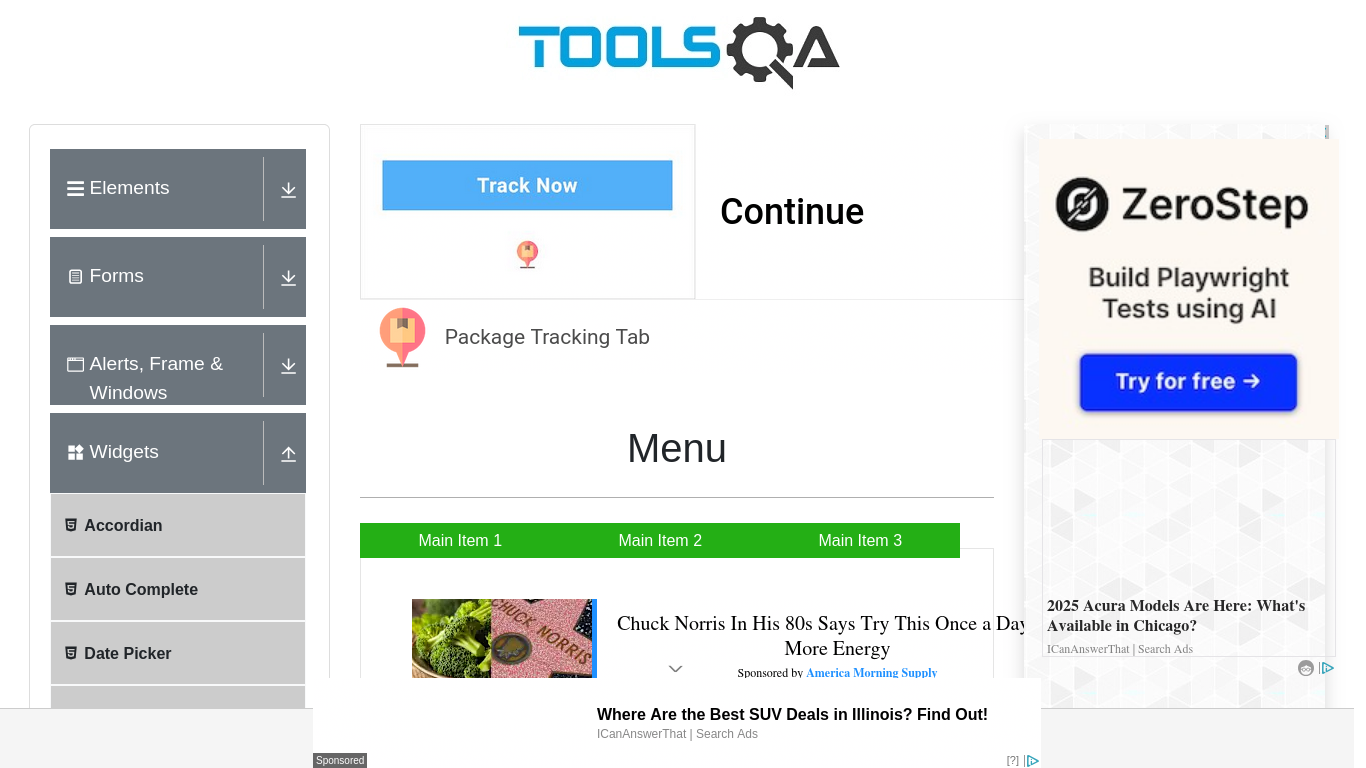 TOOLSQA
Elements
Forms
Alerts, Frame &
Windows
Widgets
Accordian
Auto Complete
Date Picker
Track Now
Continue
Package Tracking Tab
Menu
Main Item 1
Main Item 2
Main Item 3
CHUCK NORRIS
Chuck Norris In His 80s Says Try This Once a Day
More Energy
Sponsored by America Morning Supply
ZeroStep
Build Playwright
Tests using AI
Try for free →
2025 Acura Models Are Here: What's
Available in Chicago?
ICanAnswerThat | Search Ads
Where Are the Best SUV Deals in Illinois? Find Out!
ICanAnswerThat | Search Ads
Sponsored
[?]